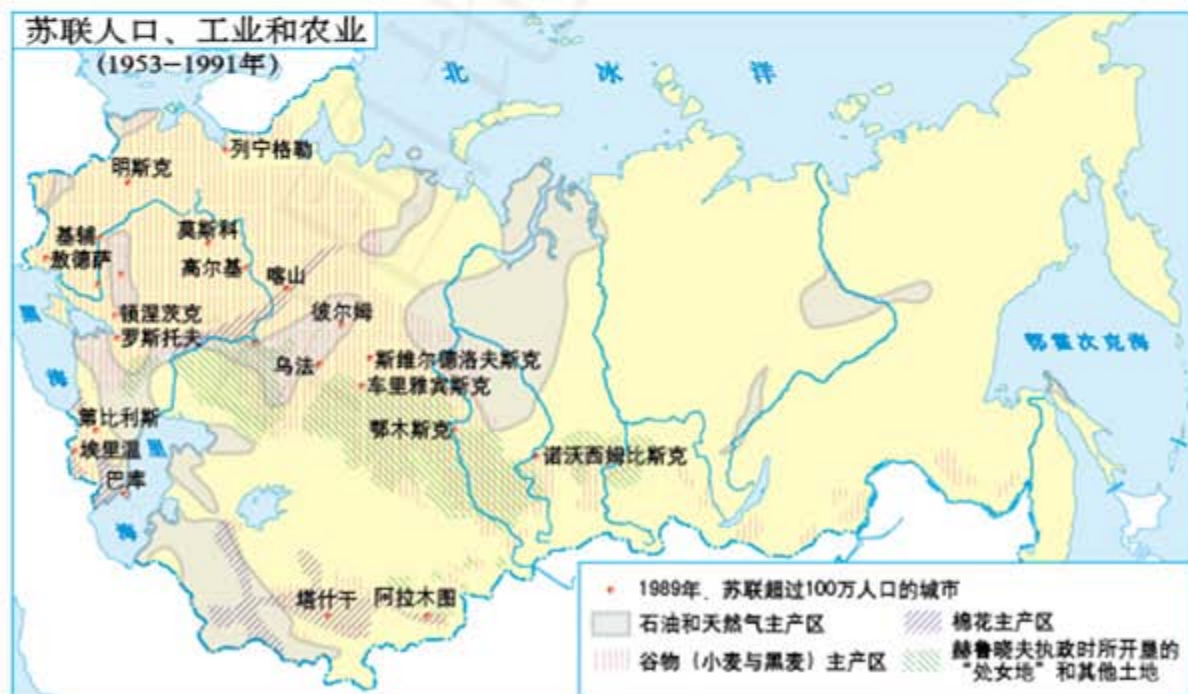 苏联人口、工业和农业
(1953-1991年)
北冰洋
列宁格勒
明斯克
基辅
莫斯科
敖德萨
高尔基
喀山
顿涅茨克
彼尔姆
罗斯托夫
黑海
鄂霍次克海
斯维尔德洛夫斯克
乌法
车里雅宾斯克
第比利斯
鄂木斯克
里海
埃里温
诺沃西姆比斯克
巴库
塔什干
阿拉木图
1989年，苏联超过100万人口的城市
石油和天然气主产区
棉花主产区
谷物（小麦与黑麦）主产区
赫鲁晓夫执政时所开垦的
“处女地”和其他土地